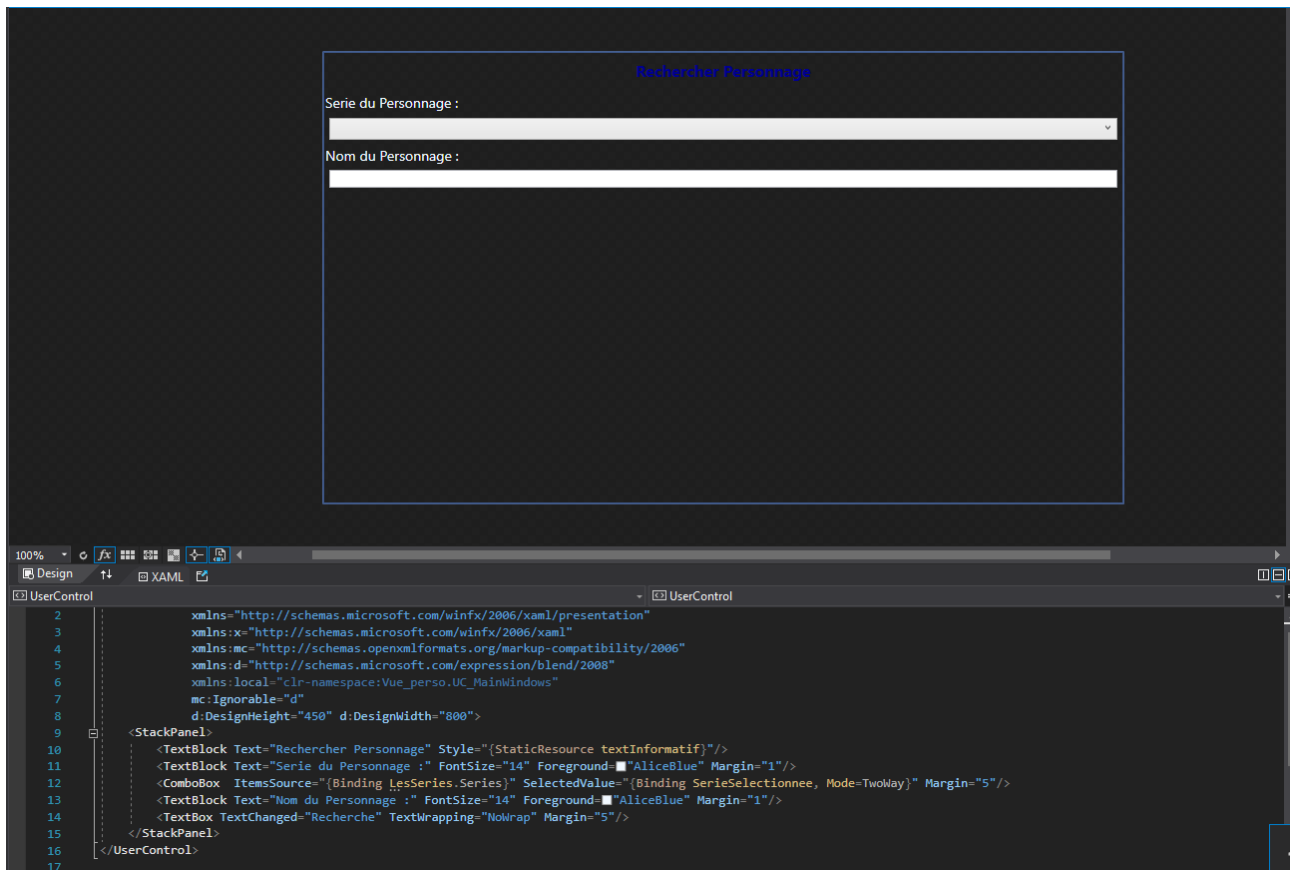 Rechercher Personnage
Serie du Personnage :
Nom du Personnage :
100%
Design
XAML
UserControl
UserControl
2 xmlns="http://schemas.microsoft.com/winfx/2006/xaml/presentation"
3 xmlns:x="http://schemas.microsoft.com/winfx/2006/xaml"
4 xmlns:mc="http://schemas.openxmlformats.org/markup-compatibility/2006"
5 xmlns:d="http://schemas.microsoft.com/expression/blend/2008"
6 xmlns:local="clr-namespace:Vue_perso.UC_MainWindows"
7 mc:Ignorable="d"
8 d:DesignHeight="450" d:DesignWidth="800">
9 <StackPanel>
10 <TextBlock Text="Rechercher Personnage" Style="{StaticResource textInformatif}"/>
11 <TextBlock Text="Serie du Personnage :" FontSize="14" Foreground="AliceBlue" Margin="1"/>
12 <ComboBox  ItemsSource="{Binding LesSeries.Series}" SelectedValue="{Binding SerieSelectionnee, Mode=TwoWay}" Margin="5"/>
13 <TextBlock Text="Nom du Personnage :" FontSize="14" Foreground="AliceBlue" Margin="1"/>
14 <TextBox TextChanged="Recherche" TextWrapping="NoWrap" Margin="5"/>
15 </StackPanel>
16 </UserControl>
17